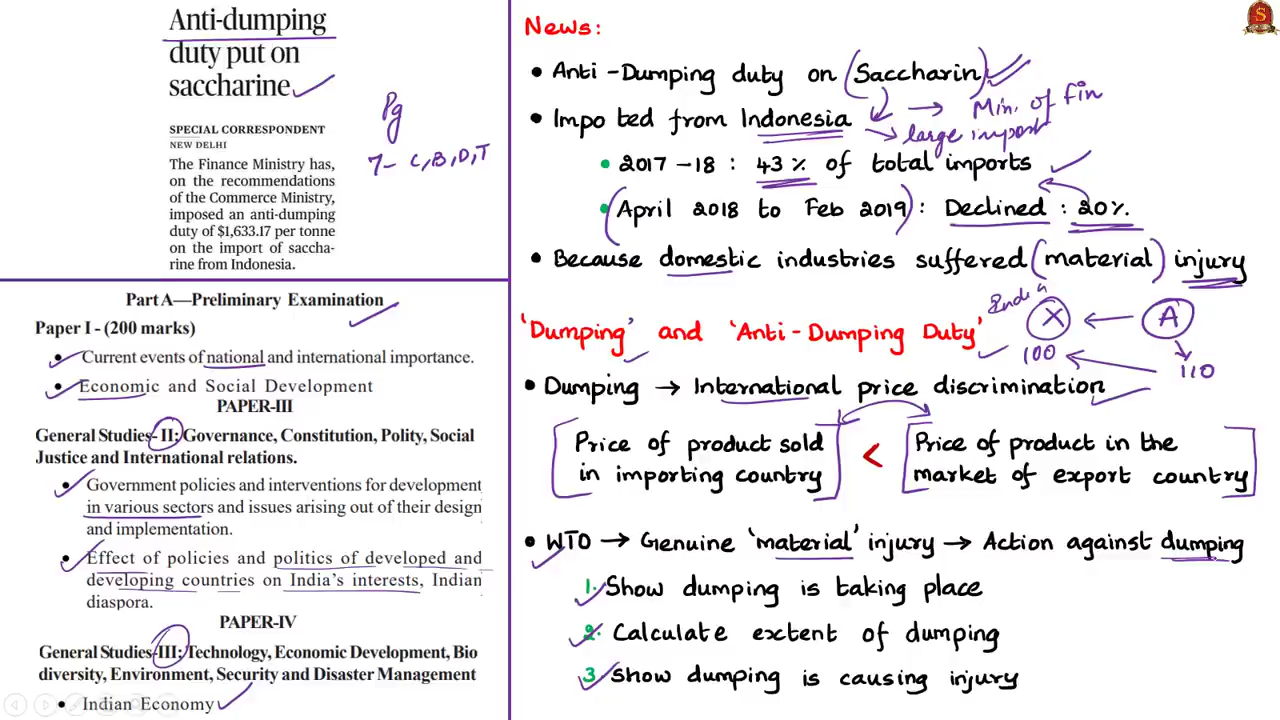 Anti-dumping
duty put on
saccharine
SPECIAL CORRESPONDENT
NEW DELHI
The Finance Ministry has,
on the recommendations
of the Commerce Ministry,
imposed an anti-dumping
duty of $1,633.17 per tonne
on the import of saccha-
rine from Indonesia.
Pg
7- C, B, D, T
Part A—Preliminary Examination
Paper I - (200 marks)
• Current events of national and international importance.
• Economic and Social Development
PAPER-III
General Studies-II: Governance, Constitution, Polity, Social
Justice and International relations.
• Government policies and interventions for development
in various sectors and issues arising out of their design
and implementation.
• Effect of policies and politics of developed and
developing countries on India's interests, Indian
diaspora.
PAPER-IV
General Studies-III: Technology, Economic Development, Bio
diversity, Environment, Security and Disaster Management
• Indian Economy
News:
• Anti-Dumping duty on (Saccharin)
→ Min. of Fin
• Imported from Indonesia
→ large import
• 2017-18 : 43% of total imports
• (April 2018 to Feb 2019) : Declined : 20%.
• Because domestic industries suffered (material) injury
'Dumping' and 'Anti-Dumping Duty'
X ← A
100
110
• Dumping → International price discrimination
[Price of product sold
in importing country]
<
[Price of product in the
market of export country]
• WTO → Genuine 'material' injury → Action against dumping
1. Show dumping is taking place
2. Calculate extent of dumping
3. Show dumping is causing injury